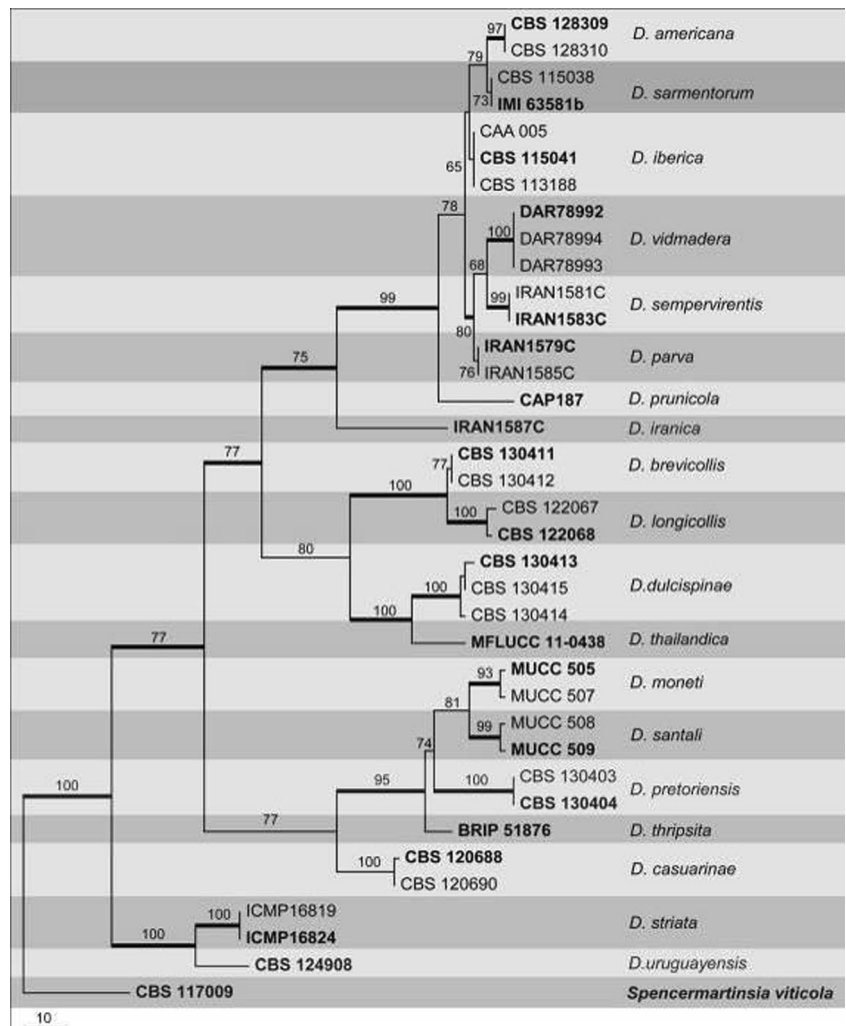 97 CBS 128309 D. americana
79 CBS 128310
CBS 115038 D. sarmentorum
73 IMI 63581b
CAA 005
65 CBS 115041 D. iberica
CBS 113188
78 DAR78992
100 DAR78994 D. vidmadera
68 DAR78993
99 IRAN1581C D. sempervirentis
99 IRAN1583C
80 IRAN1579C D. parva
75 76 IRAN1585C
CAP187 D. prunicola
IRAN1587C D. iranica
77 77 CBS 130411 D. brevicollis
100 CBS 130412
100 CBS 122067 D. longicollis
CBS 122068
80 CBS 130413
100 CBS 130415 D.dulcispinae
100 CBS 130414
77 MFLUCC 11-0438 D. thailandica
93 MUCC 505 D. moneti
81 MUCC 507
99 MUCC 508 D. santali
74 MUCC 509
100 95 100 CBS 130403 D. pretoriensis
CBS 130404
77 BRIP 51876 D. thripsita
100 CBS 120688 D. casuarinae
CBS 120690
100 ICMP16819 D. striata
100 ICMP16824
CBS 124908 D.uruguayensis
CBS 117009 Spencermartinsia viticola
10